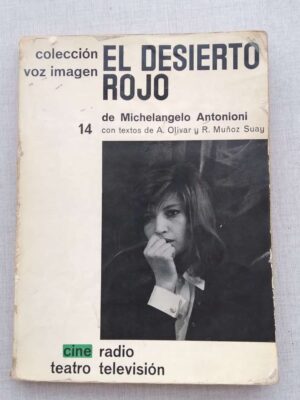 colección
voz imagen
EL DESIERTO
ROJO
de Michelangelo Antonioni
14 con textos de A. Olivar y R. Muñoz Suay
cine radio
teatro televisión